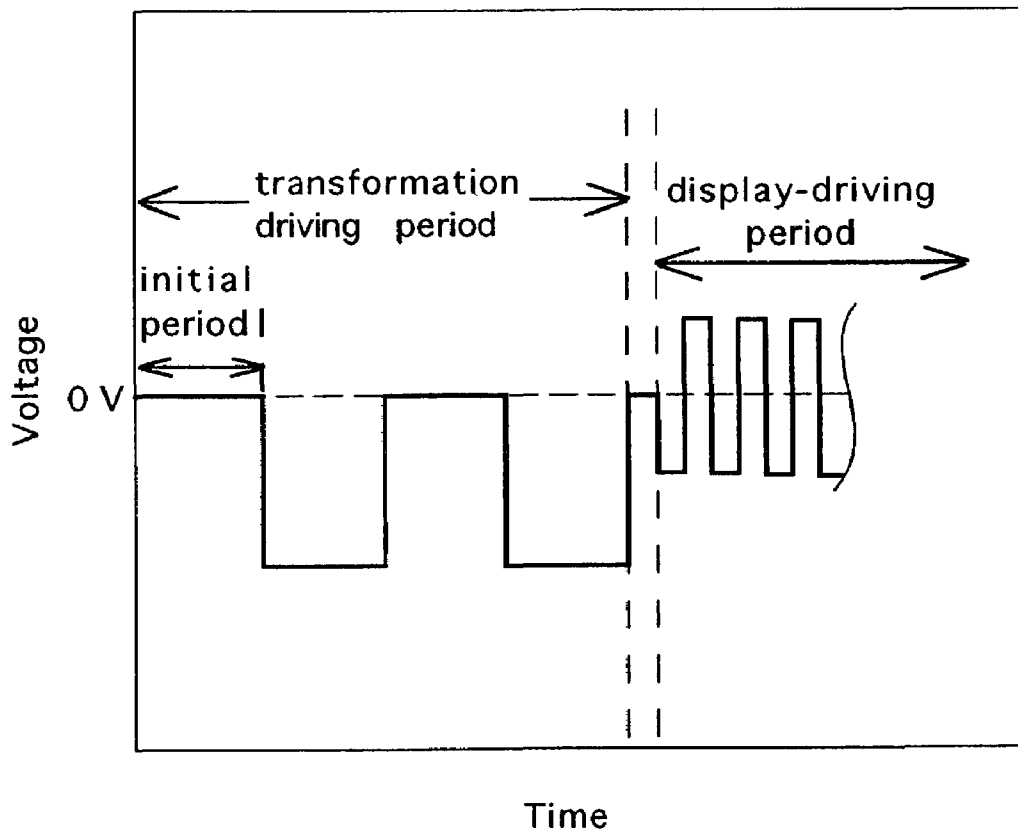 transformation
driving period
display-driving
period
initial
period
Voltage
0 V
Time